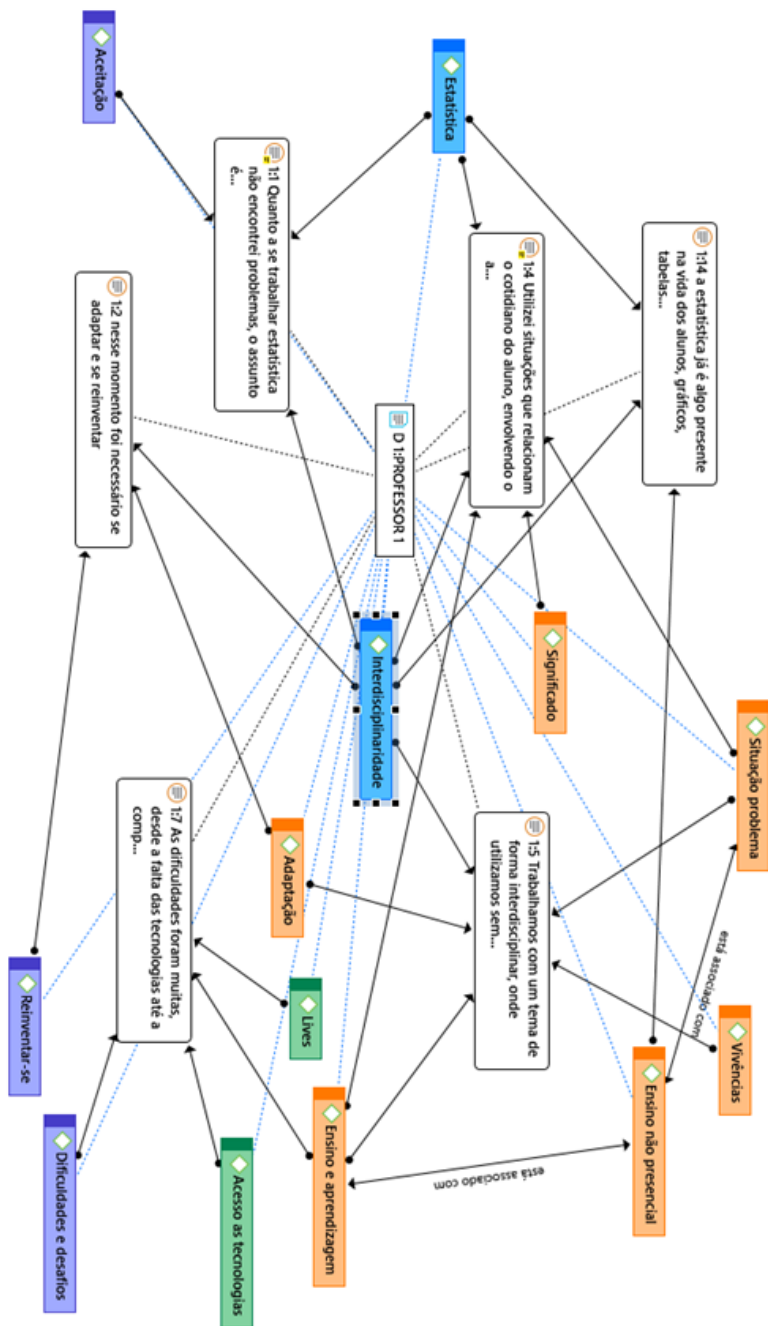 Situação problema
Vivências
está associado com
1:14 a estatística já é algo presente
na vida dos alunos, gráficos,
tabelas...
Ensino não presencial
Significado
1:5 Trabalhamos com um tema de
forma interdisciplinar, onde
utilizamos sem...
1:4 Utilizei situações que relacionam
o cotidiano do aluno, envolvendo o
a...
está associado com
Estatística
D 1:PROFESSOR 1
Interdisciplinaridade
Ensino e aprendizagem
Lives
Adaptação
1:1 Quanto a se trabalhar estatística
não encontrei problemas, o assunto
é...
Acesso as tecnologias
1:7 As dificuldades foram muitas,
desde a falta das tecnologias até a
comp...
1:2 nesse momento foi necessário se
adaptar e se reinventar
Aceitação
Dificuldades e desafios
Reinventar-se